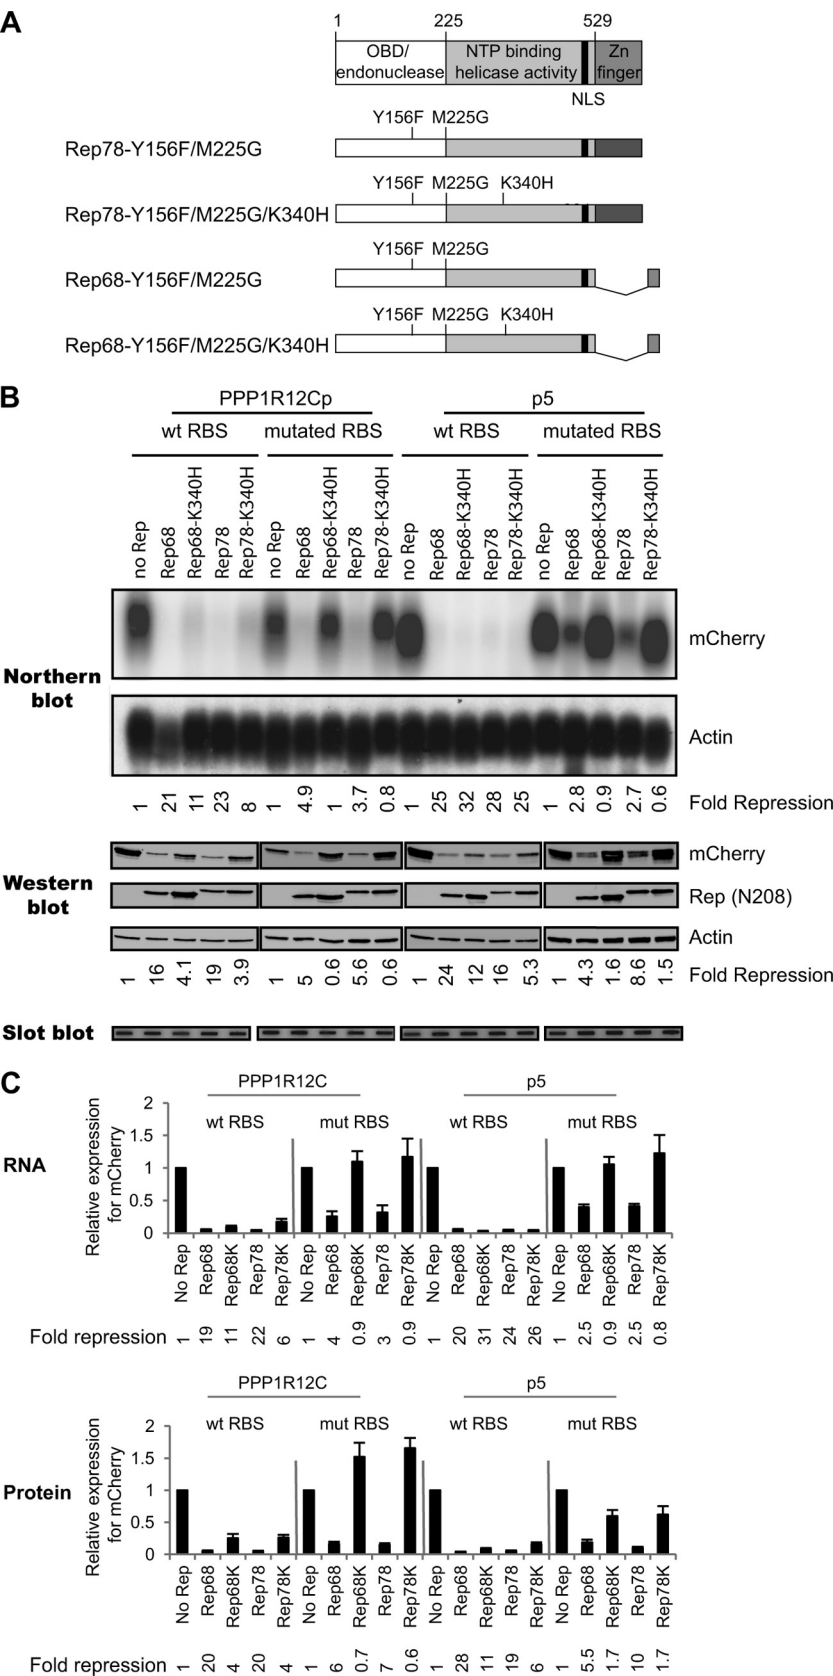 A
1 225 529
OBD/ NTP binding Zn
endonuclease helicase activity finger
NLS
Y156F M225G
Rep78-Y156F/M225G
Y156F M225G K340H
Rep78-Y156F/M225G/K340H
Y156F M225G
Rep68-Y156F/M225G
Y156F M225G K340H
Rep68-Y156F/M225G/K340H
B
PPP1R12Cp p5
wt RBS mutated RBS wt RBS mutated RBS
no Rep Rep68 Rep68-K340H Rep78 Rep78-K340H no Rep Rep68 Rep68-K340H Rep78 Rep78-K340H no Rep Rep68 Rep68-K340H Rep78 Rep78-K340H no Rep Rep68 Rep68-K340H Rep78 Rep78-K340H
mCherry
Northern
blot
Actin
1 21 11 23 8 1 4.9 1 3.7 0.8 1 25 32 28 25 1 2.8 0.9 2.7 0.6 Fold Repression
mCherry
Western
blot
Rep (N208)
Actin
1 16 4.1 19 3.9 1 5 0.6 5.6 0.6 1 24 12 16 5.3 1 4.3 1.6 8.6 1.5 Fold Repression
Slot blot
C
PPP1R12C p5
wt RBS mut RBS wt RBS mut RBS
RNA
Relative expression
for mCherry
2
1.5
1
0.5
0
No Rep Rep68 Rep68K Rep78 Rep78K No Rep Rep68 Rep68K Rep78 Rep78K No Rep Rep68 Rep68K Rep78 Rep78K No Rep Rep68 Rep68K Rep78 Rep78K
Fold repression 1 19 11 22 6 1 4 0.9 3 0.9 1 20 31 24 26 1 2.5 0.9 2.5 0.8
PPP1R12C p5
wt RBS mut RBS wt RBS mut RBS
Protein
Relative expression
for mCherry
2
1.5
1
0.5
0
No Rep Rep68 Rep68K Rep78 Rep78K No Rep Rep68 Rep68K Rep78 Rep78K No Rep Rep68 Rep68K Rep78 Rep78K No Rep Rep68 Rep68K Rep78 Rep78K
Fold repression 1 20 4 20 4 1 6 0.7 7 0.6 1 28 11 19 6 1 5.5 1.7 10 1.7